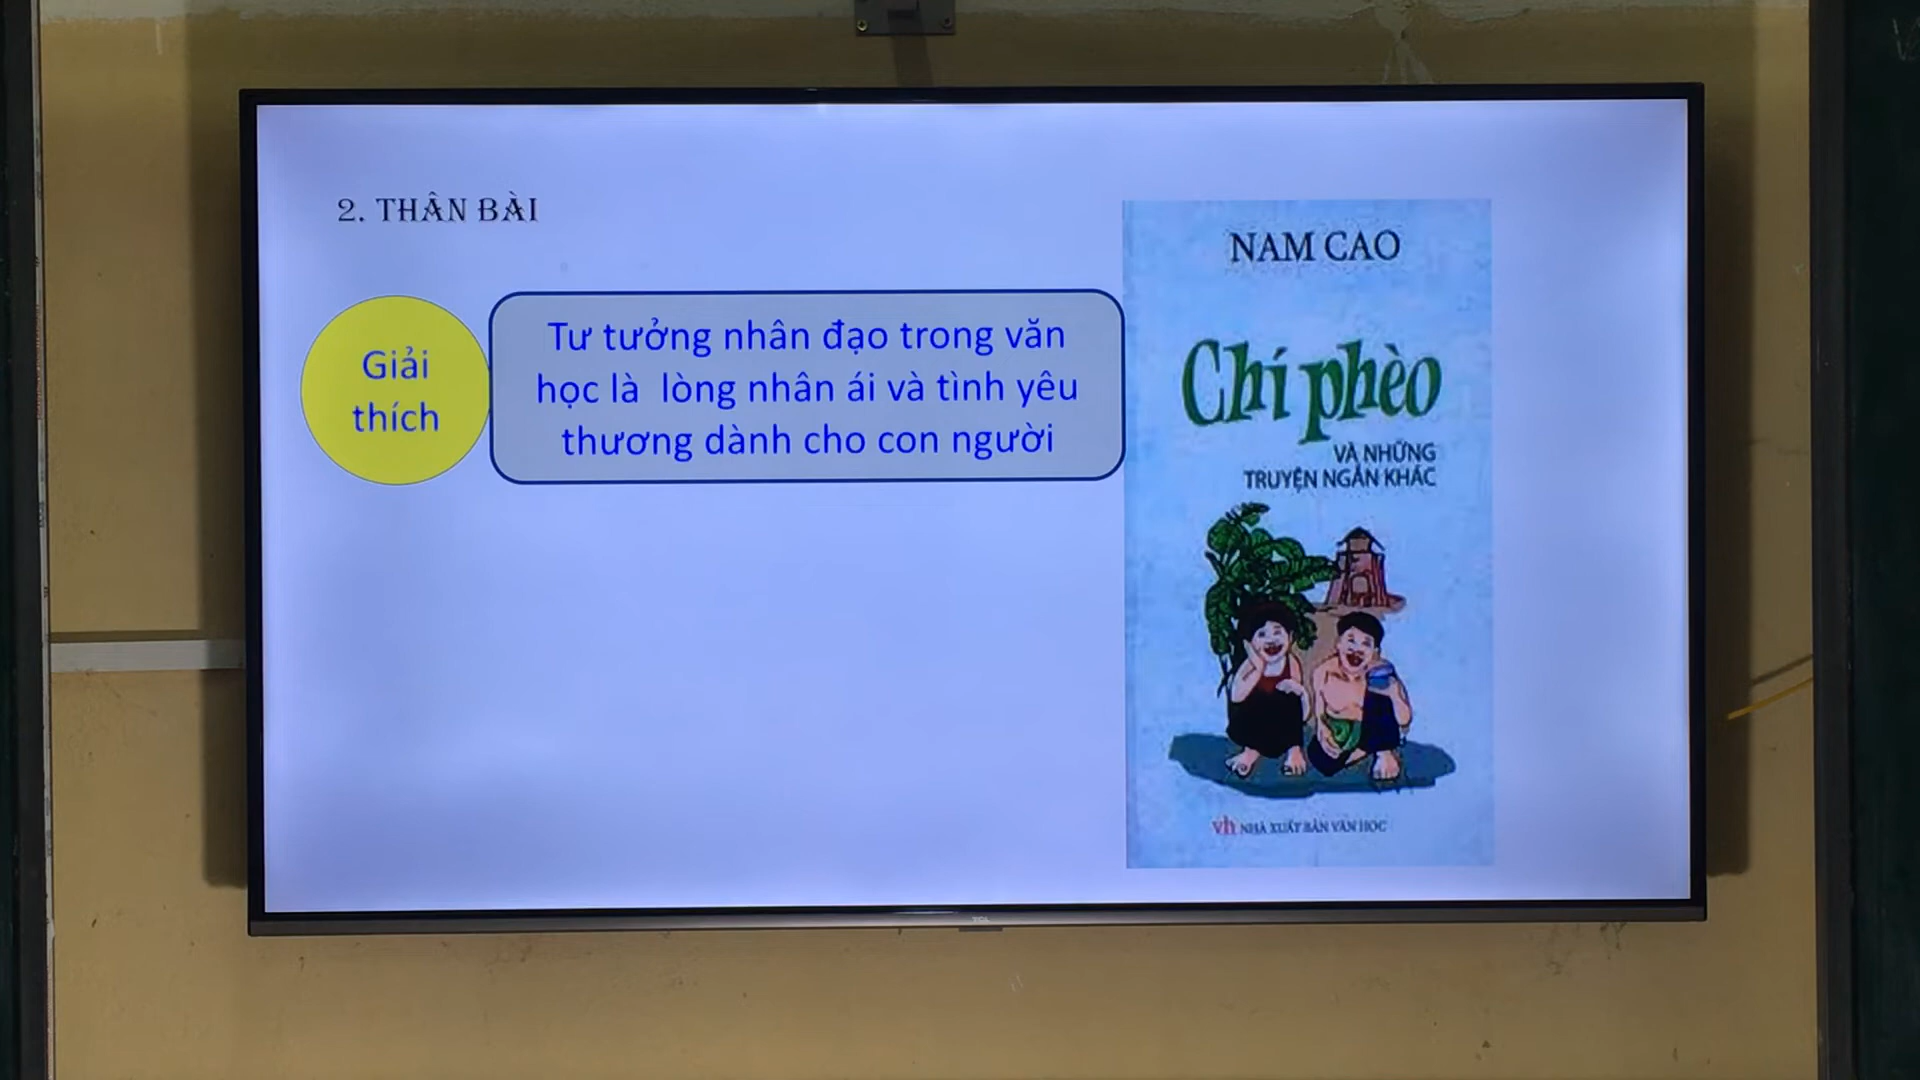 2. THÂN BÀI
Giải
thích
Tư tưởng nhân đạo trong văn
học là lòng nhân ái và tình yêu
thương dành cho con người
NAM CAO
Chí phèo
VÀ NHỮNG
TRUYỆN NGẮN KHÁC
vh NHÀ XUẤT BẢN VĂN HỌC
TCL